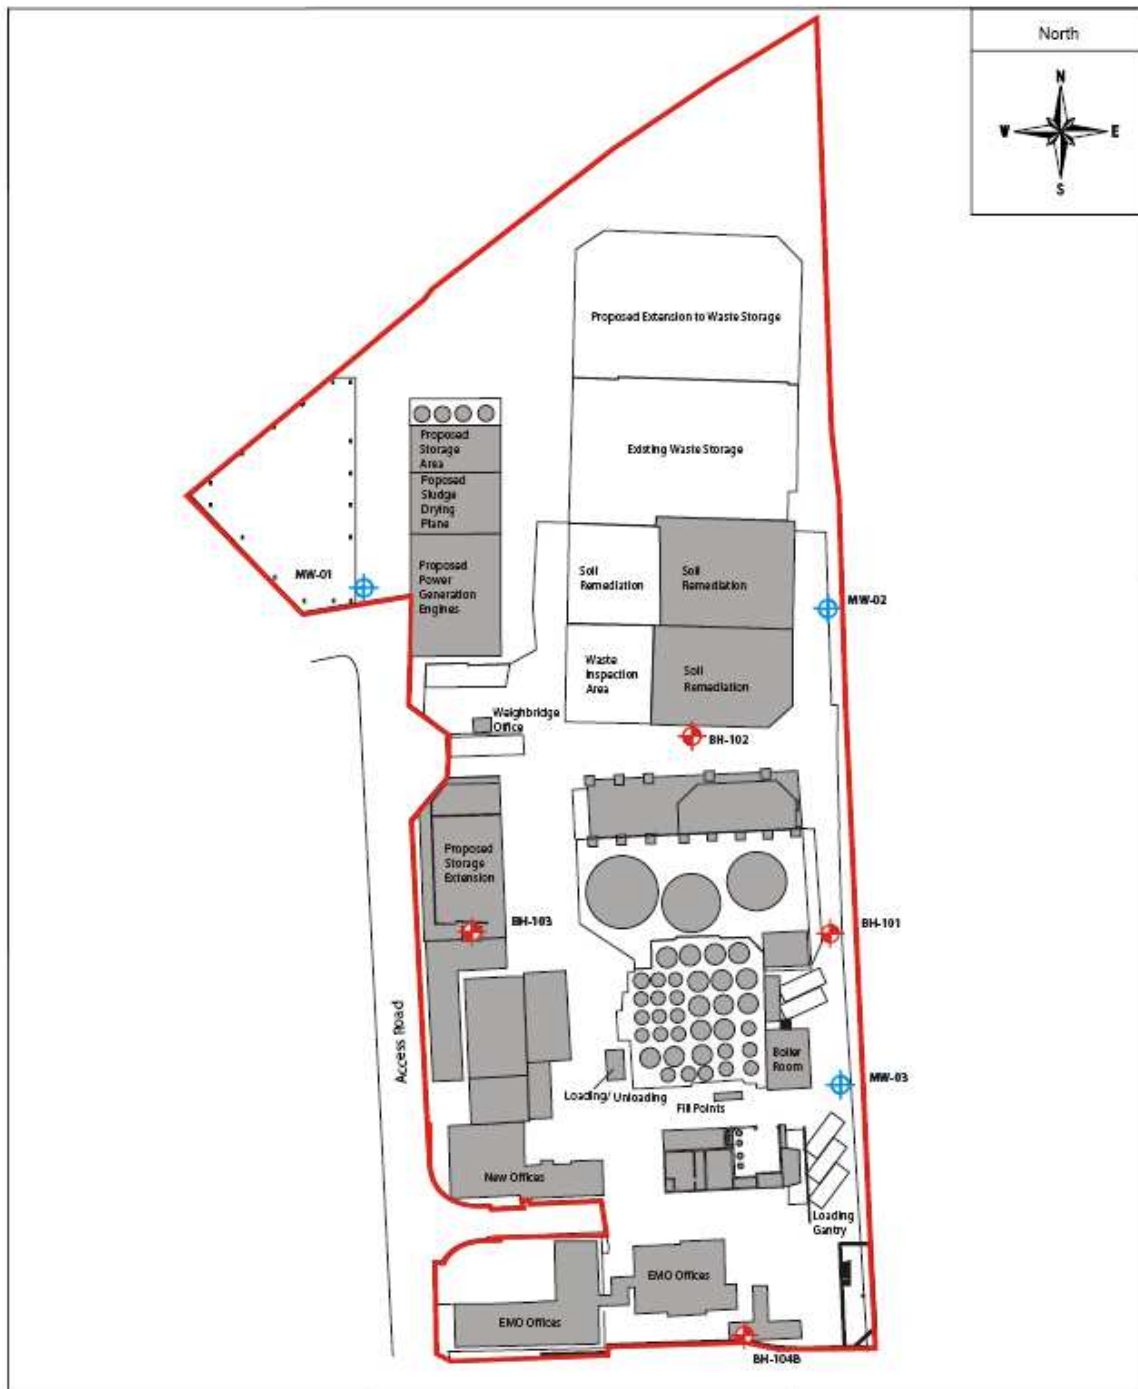 North
N
W
E
S
Proposed Extension to Waste Storage
Existing Waste Storage
Proposed
Storage
Area
Poposed
Sludge
Drying
Plane
Proposed
Power
Generation
Engines
MW-01
Soil
Remediation
Soil
Remediation
MW-02
Waste
Inspection
Area
Soil
Remediation
Weighbridge
Office
BH-102
Proposed
Storage
Extension
BH-103
BH-101
Access Road
Boiler
Room
MW-03
Loading/ Unloading
Fill Points
New Offices
Loading
Gantry
EMO Offices
EMO Offices
BH-104B